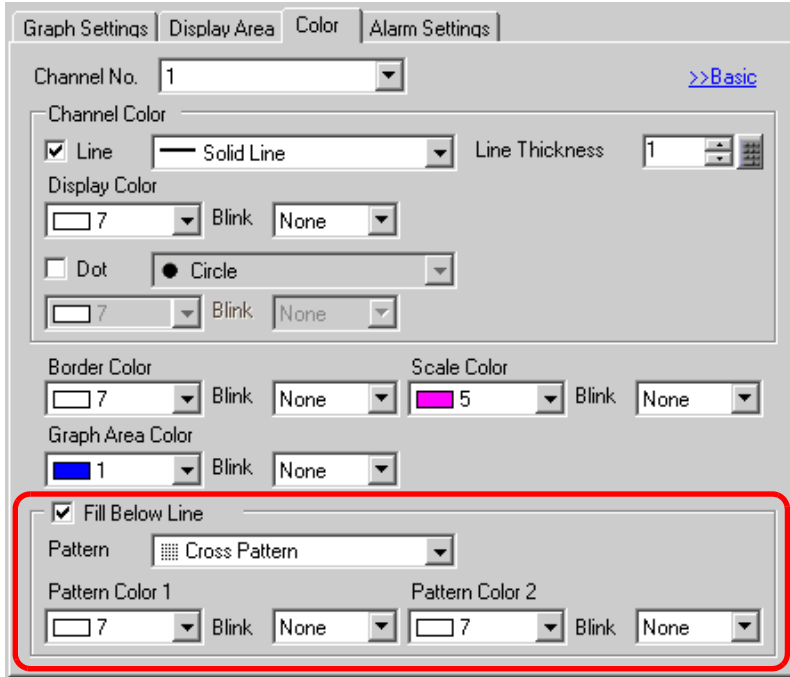 Graph Settings Display Area Color Alarm Settings
Channel No. 1 >>Basic
Channel Color
Line Solid Line Line Thickness 1
Display Color
7 Blink None
Dot Circle
7 Blink None
Border Color Scale Color
7 Blink None 5 Blink None
Graph Area Color
1 Blink None
Fill Below Line
Pattern Cross Pattern
Pattern Color 1 Pattern Color 2
7 Blink None 7 Blink None